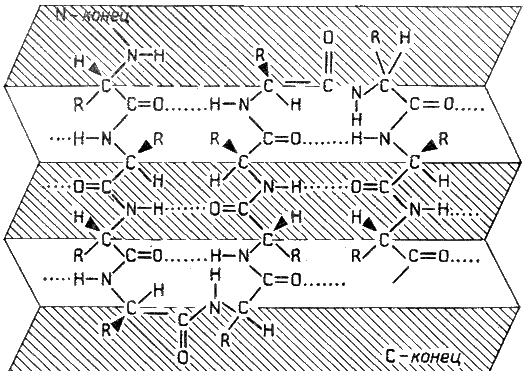 N-конец
O R H
H N–H R
C C C N C
R C=O......H–N H H C=O....
....H–N R R C=O......H–N R
C C C
H H H
...O=C N–H....O=C
N–H.....O=C N–H....
H H H
C C C
R C=O......H–N R C=O....
....H–N H C=O......
H
C N C
R C R H
O C-конец